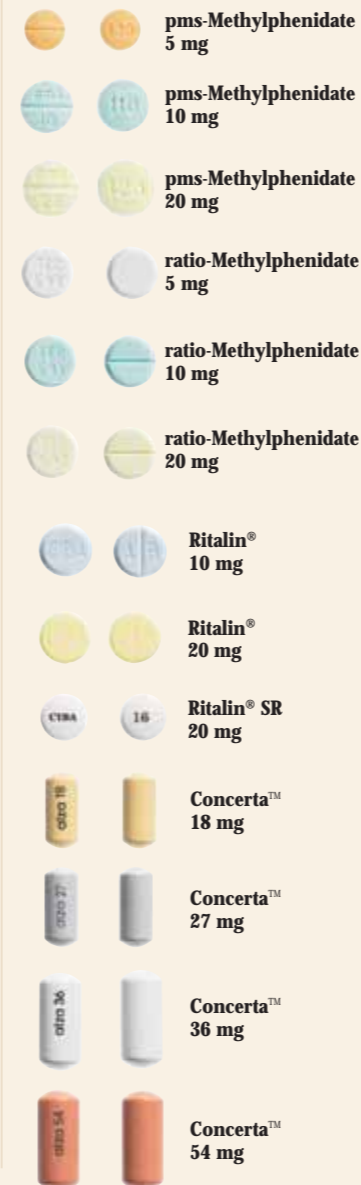 pms-Methylphenidate
5 mg
pms-Methylphenidate
10 mg
pms-Methylphenidate
20 mg
ratio-Methylphenidate
5 mg
ratio-Methylphenidate
10 mg
ratio-Methylphenidate
20 mg
Ritalin®
10 mg
Ritalin®
20 mg
CIBA 16
Ritalin® SR
20 mg
alza 18
Concerta™
18 mg
alza 27
Concerta™
27 mg
alza 36
Concerta™
36 mg
alza 54
Concerta™
54 mg